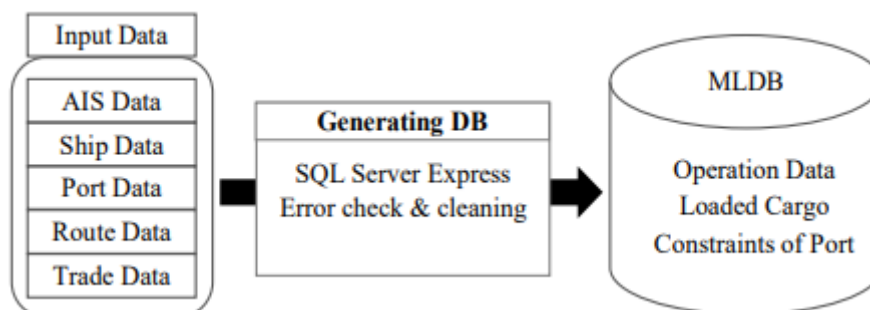 Input Data
AIS Data
Ship Data
Port Data
Route Data
Trade Data
Generating DB
SQL Server Express
Error check & cleaning
MLDB
Operation Data
Loaded Cargo
Constraints of Port